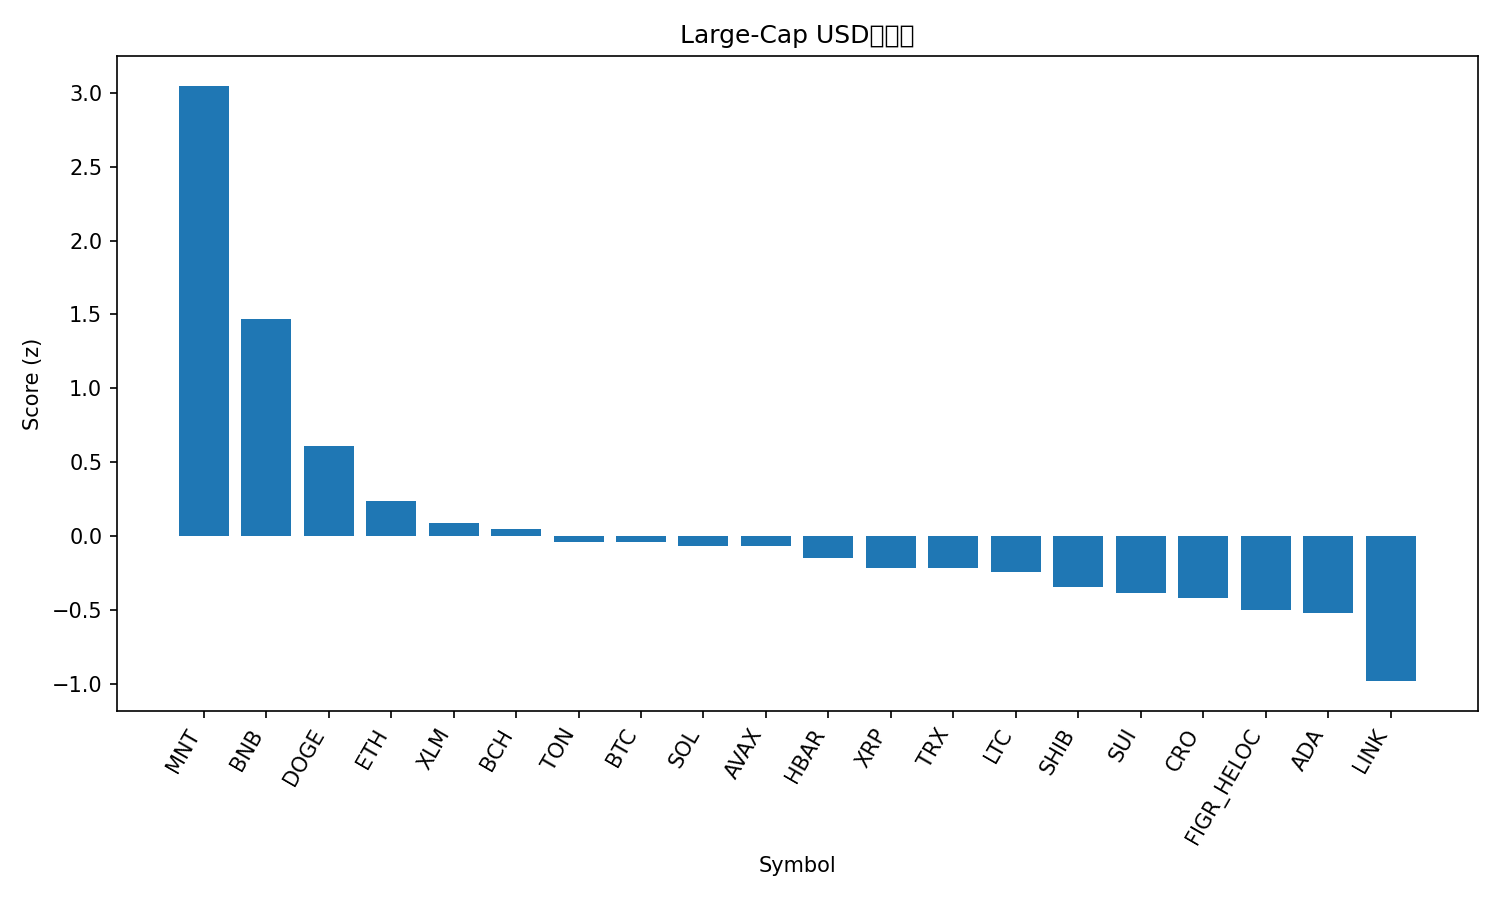 Large-Cap USD
Score (z)
3.0
2.5
2.0
1.5
1.0
0.5
0.0
−0.5
−1.0
MNT
BNB
DOGE
ETH
XLM
BCH
TON
BTC
SOL
AVAX
HBAR
XRP
TRX
LTC
SHIB
SUI
CRO
FIGR_HELOC
ADA
LINK
Symbol